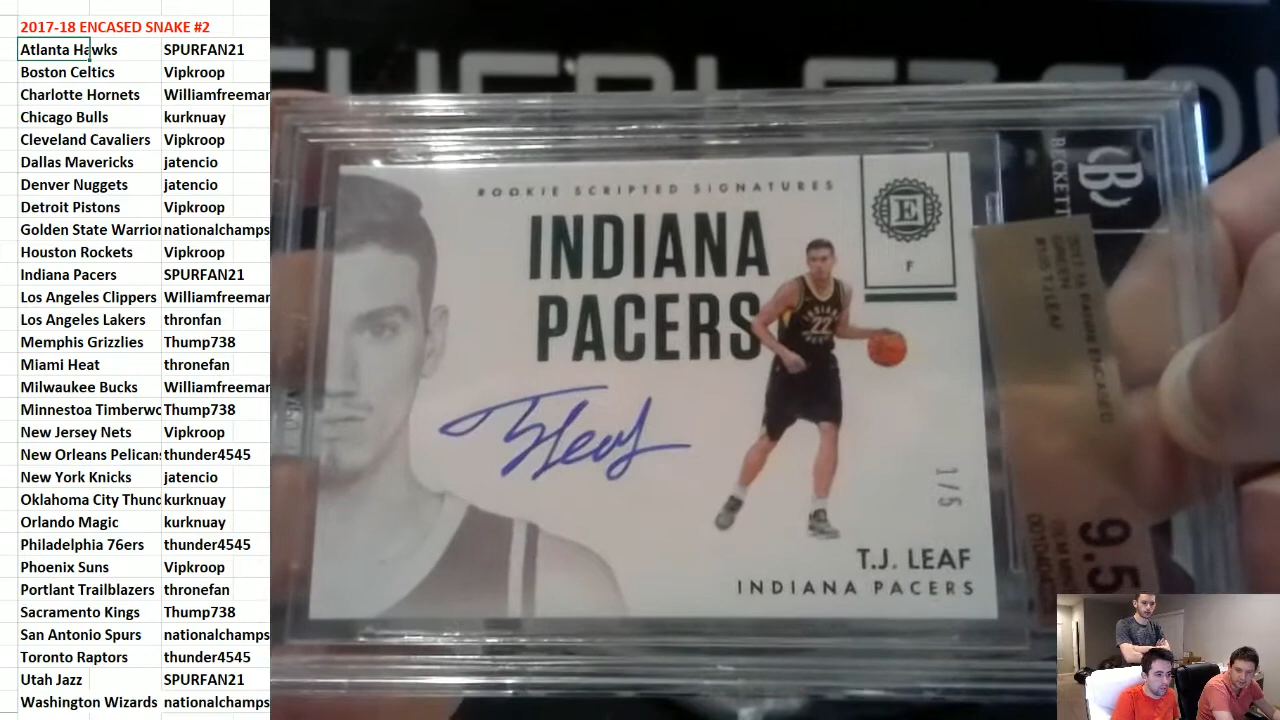 2017-18 ENCASED SNAKE #2
Atlanta Hawks SPURFAN21
Boston Celtics Vipkroop
Charlotte Hornets Williamfreeman
Chicago Bulls kurknuay
Cleveland Cavaliers Vipkroop
Dallas Mavericks jatencio
Denver Nuggets jatencio
Detroit Pistons Vipkroop
Golden State Warrio nationalchamps
Houston Rockets Vipkroop
Indiana Pacers SPURFAN21
Los Angeles Clippers Williamfreeman
Los Angeles Lakers thronfan
Memphis Grizzlies Thump738
Miami Heat thronefan
Milwaukee Bucks Williamfreeman
Minnestoa Timberwo Thump738
New Jersey Nets Vipkroop
New Orleans Pelicans thunder4545
New York Knicks jatencio
Oklahoma City Thund kurknuay
Orlando Magic kurknuay
Philadelphia 76ers thunder4545
Phoenix Suns Vipkroop
Portlant Trailblazers thronefan
Sacramento Kings Thump738
San Antonio Spurs nationalchamps
Toronto Raptors thunder4545
Utah Jazz SPURFAN21
Washington Wizards nationalchamps
ROOKIE SCRIPTED SIGNATURES
INDIANA
PACERS
E
F
22
TJ Leaf
1/5
T.J. LEAF
INDIANA PACERS
B
BECKETT
9.5